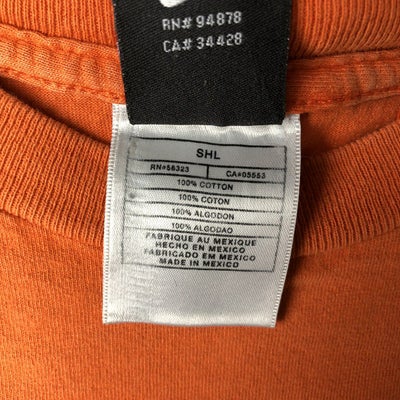 RN# 94878
CA# 34428
SHL
RN#56323 CA#05553
100% COTTON
100% COTON
100% ALGODON
100% ALGODAO
FABRIQUE AU MEXIQUE
HECHO EN MEXICO
FABRICADO EM MEXICO
MADE IN MEXICO